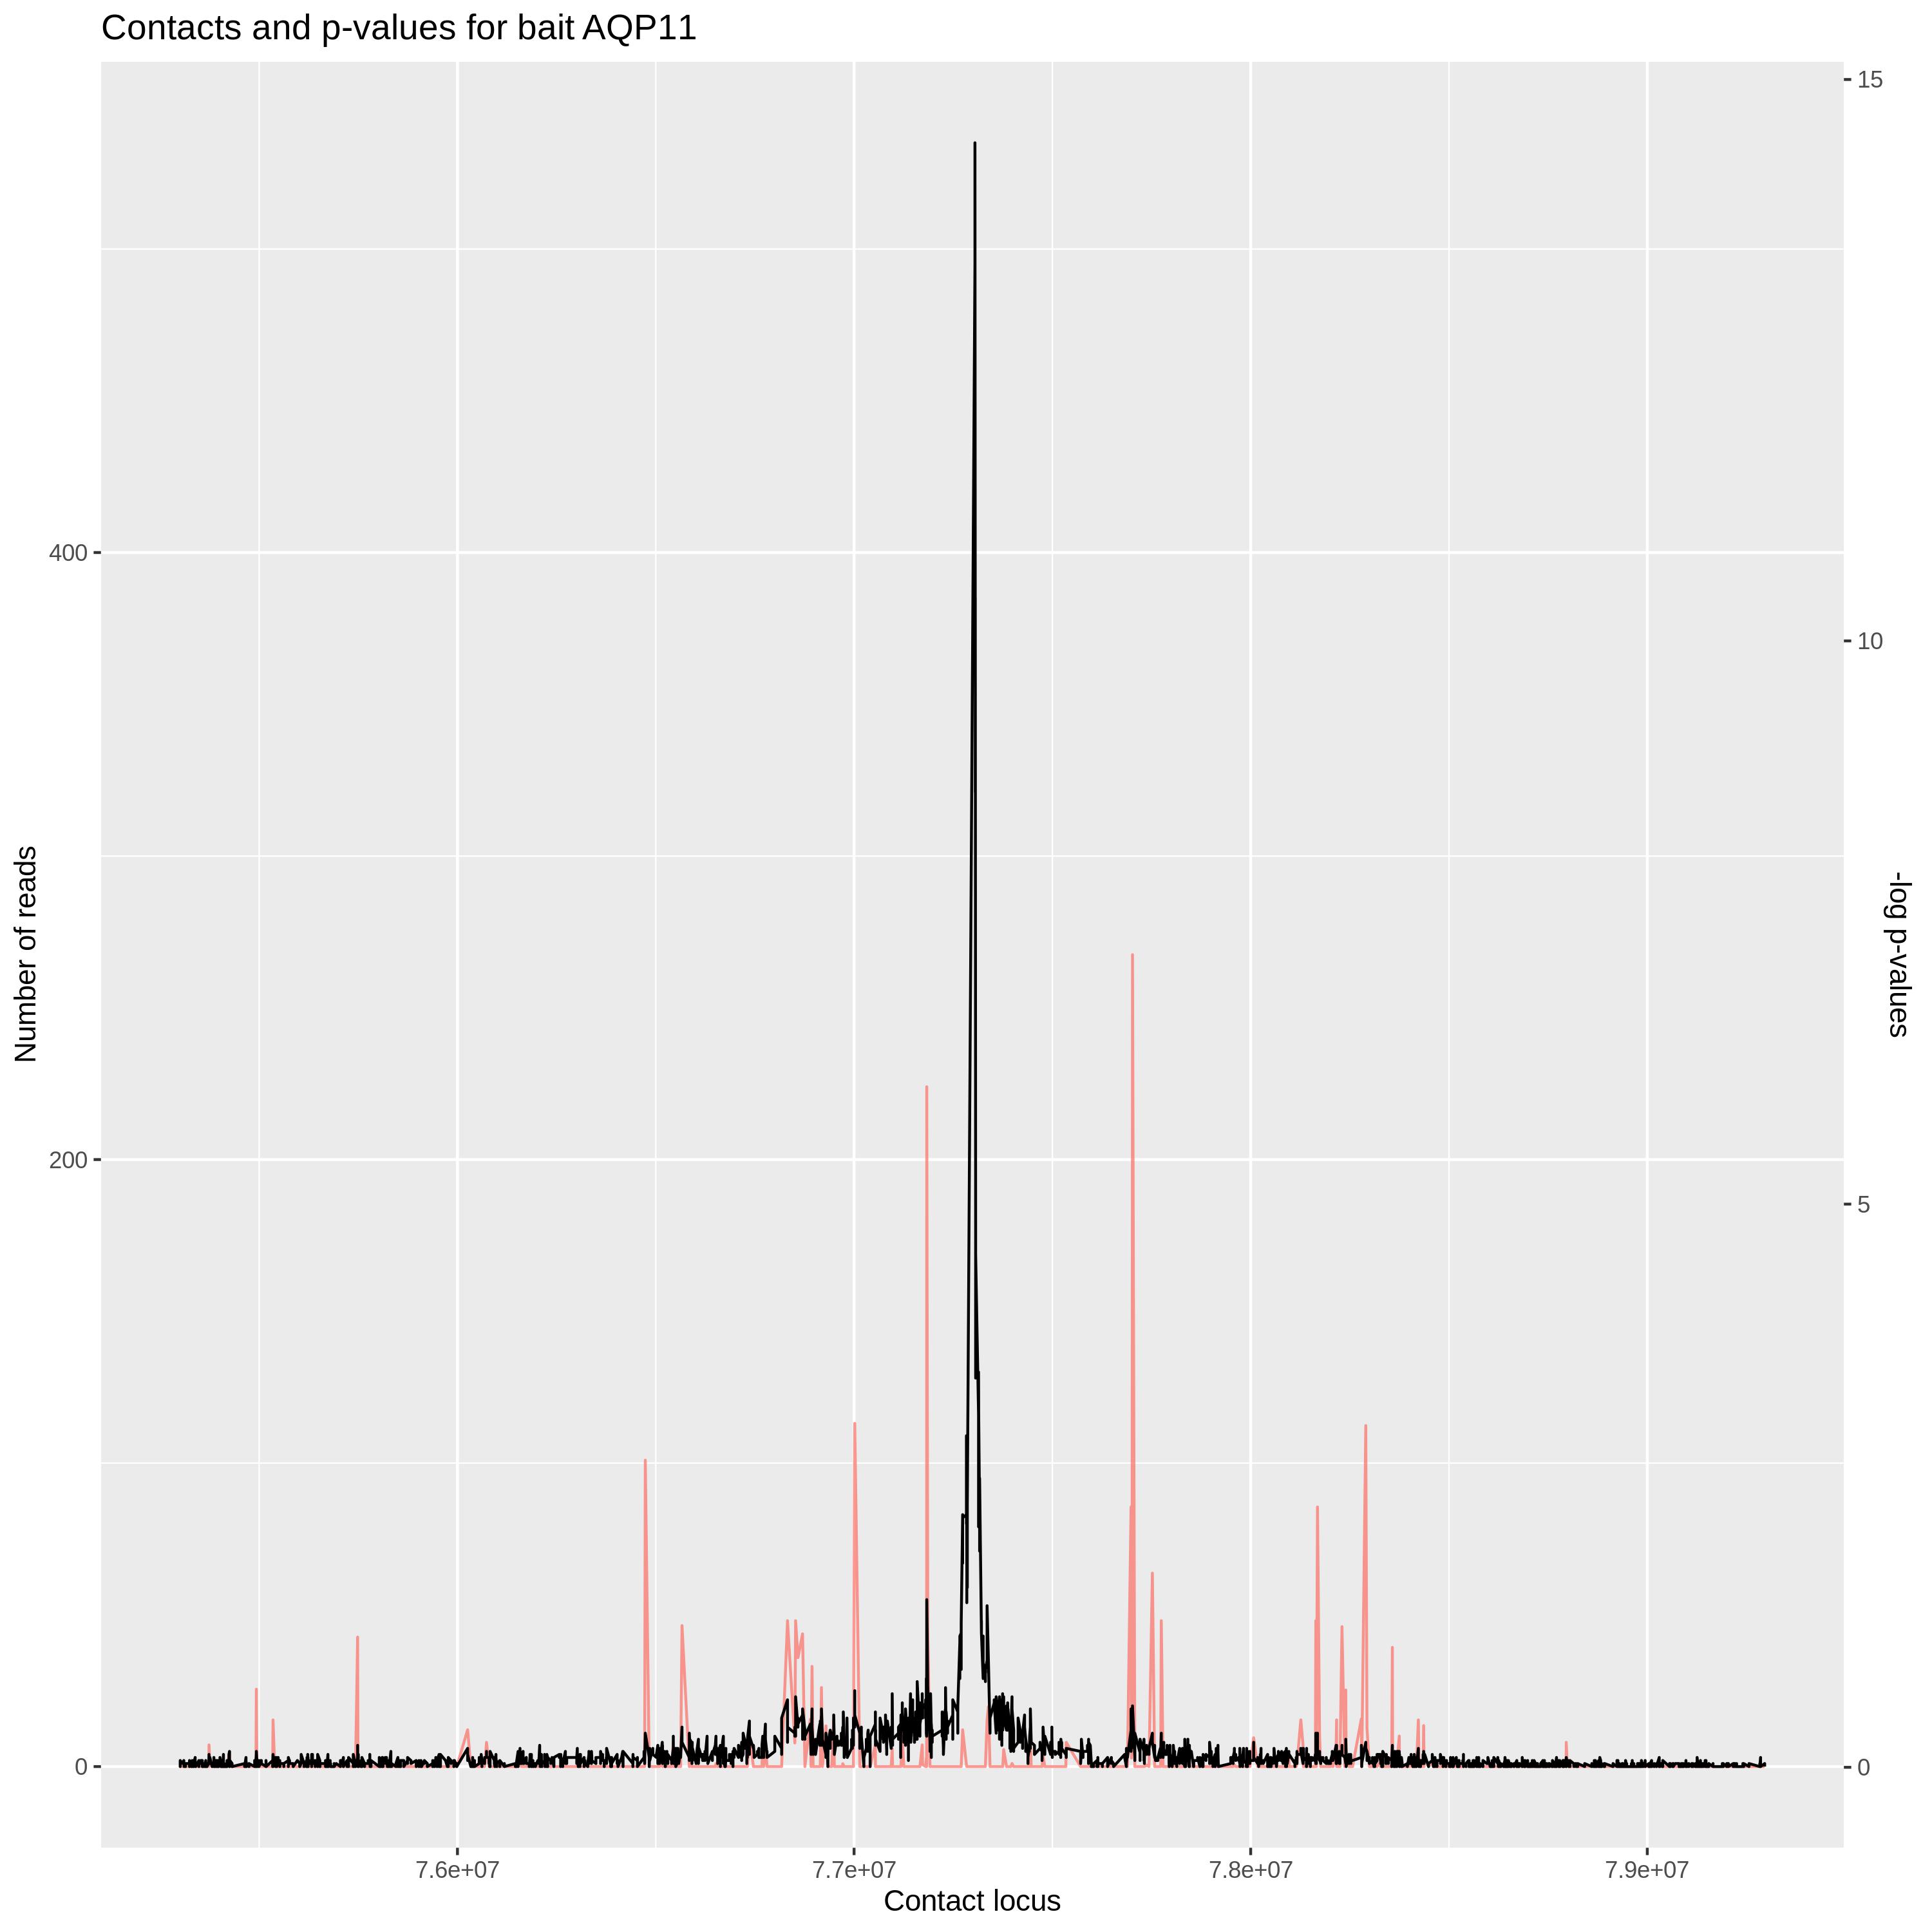 Contacts and p-values for bait AQP11
15
400
10
Number of reads
-log p-values
200
5
0
0
7.6e+07
7.7e+07
7.8e+07
7.9e+07
Contact locus